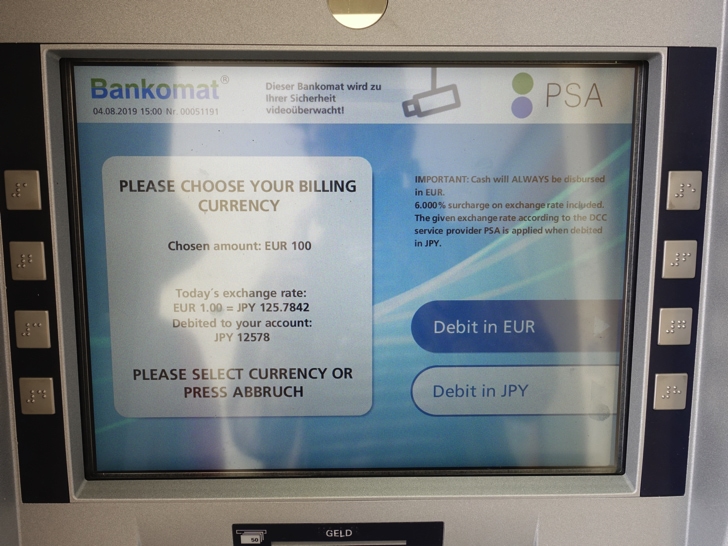 Bankomat®
04.08.2019 15:00 Nr. 00051191
Dieser Bankomat wird zu
Ihrer Sicherheit
videoüberwacht!
PSA
PLEASE CHOOSE YOUR BILLING
CURRENCY
Chosen amount: EUR 100
Today´s exchange rate:
EUR 1.00 = JPY 125.7842
Debited to your account:
JPY 12578
PLEASE SELECT CURRENCY OR
PRESS ABBRUCH
IMPORTANT: Cash will ALWAYS be disbursed
in EUR.
6.000% surcharge on exchange rate included.
The given exchange rate according to the DCC
service provider PSA is applied when debited
in JPY.
Debit in EUR
Debit in JPY
50
GELD